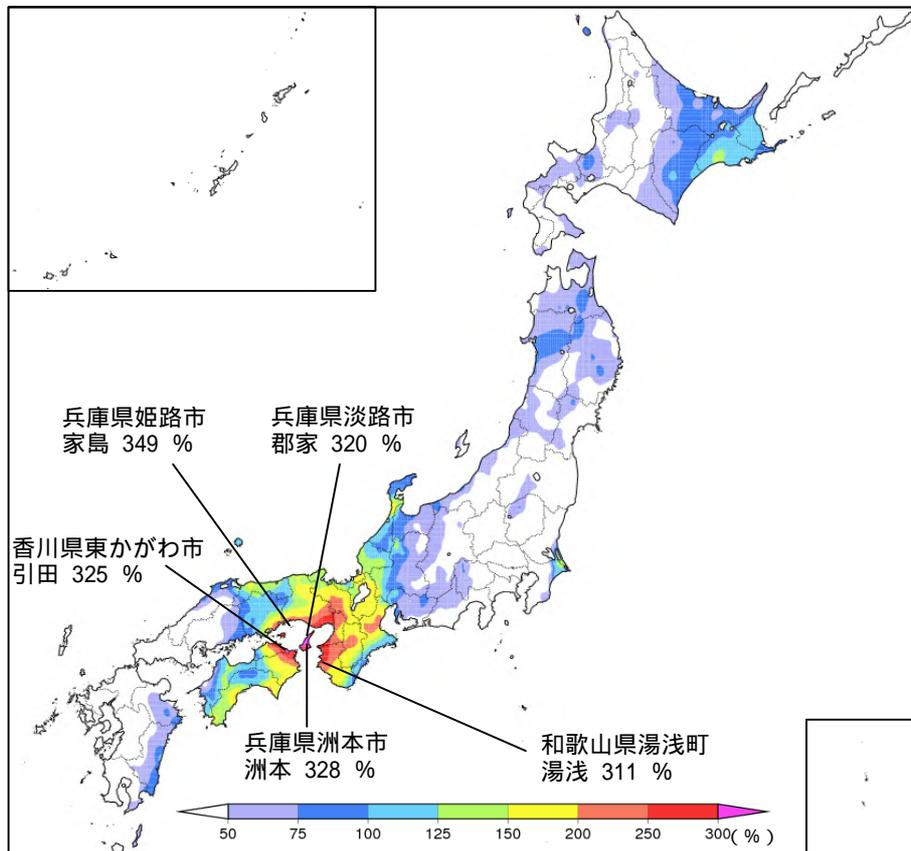 兵庫県姫路市
家島 349 %
兵庫県淡路市
郡家 320 %
香川県東かがわ市
引田 325 %
兵庫県洲本市
洲本 328 %
和歌山県湯浅町
湯浅 311 %
50 75 100 125 150 200 250 300(%)